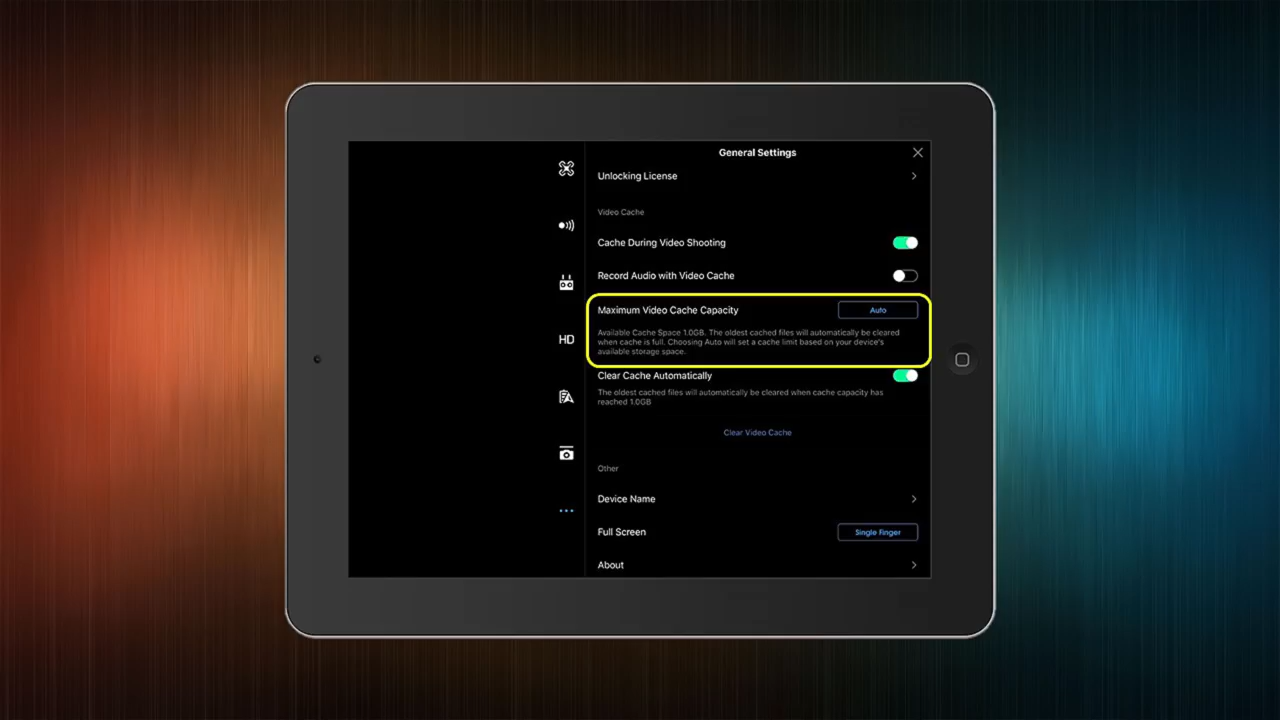 General Settings
Unlocking License
Video Cache
Cache During Video Shooting
Record Audio with Video Cache
Maximum Video Cache Capacity
Auto
Available Cache Space 1.0GB. The oldest cached files will automatically be cleared
when cache is full. Choosing Auto will set a cache limit based on your device's
available storage space.
Clear Cache Automatically
The oldest cached files will automatically be cleared when cache capacity has
reached 1.0GB
Clear Video Cache
HD
Other
Device Name
Full Screen
Single Finger
About